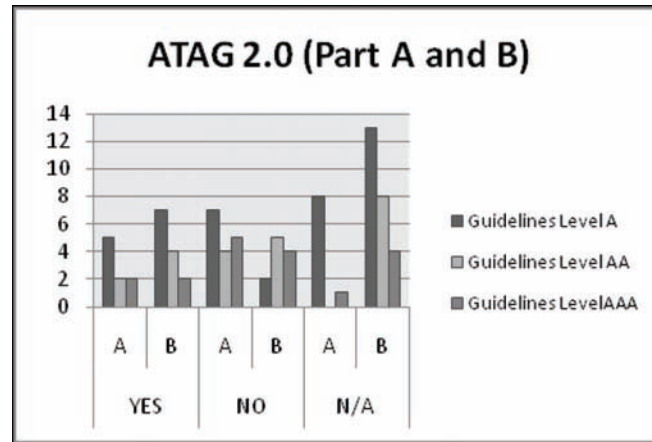 ATAG 2.0 (Part A and B)
14
12
10
8
6
4
2
0
A B A B A B
YES NO N/A
Guidelines Level A
Guidelines Level AA
Guidelines LevelAAA